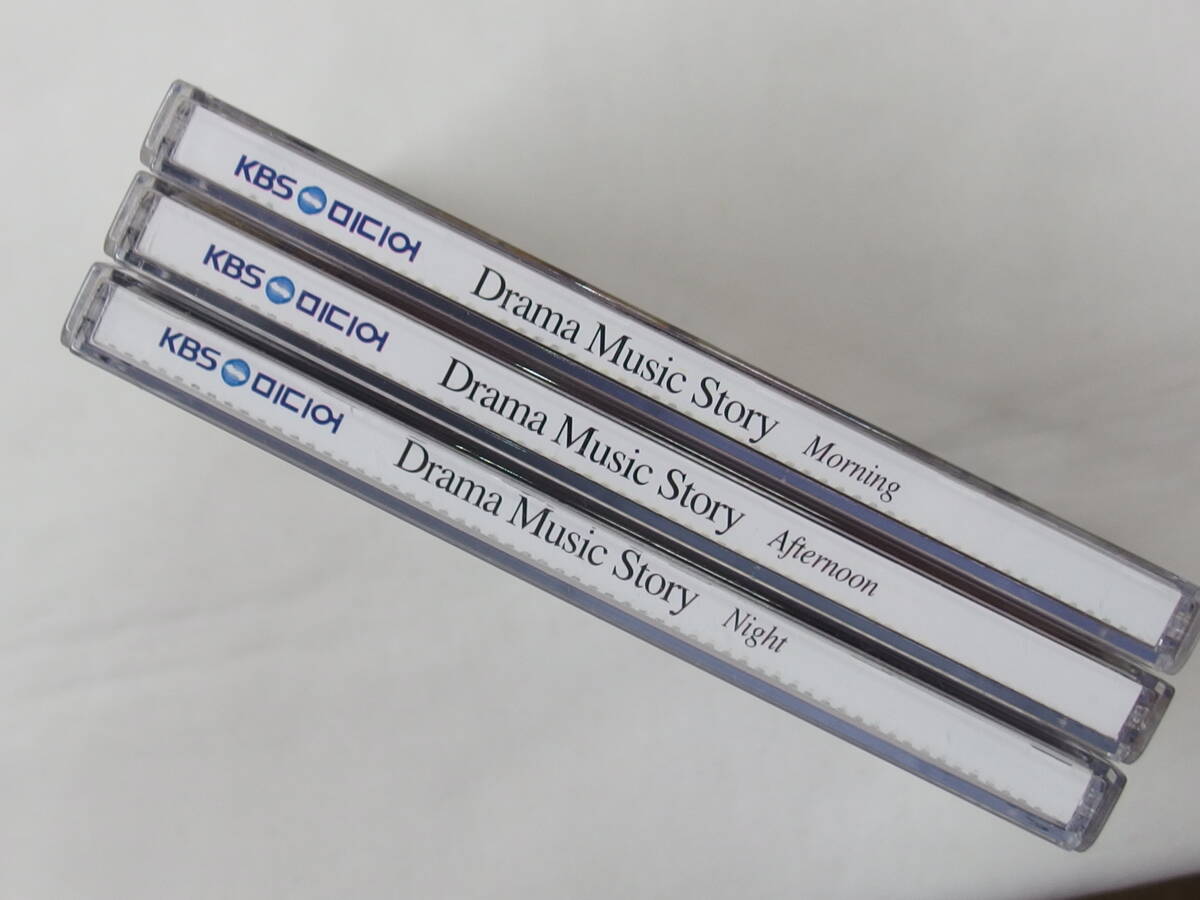 KBS 미디어 Drama Music Story Morning
KBS 미디어 Drama Music Story Afternoon
KBS 미디어 Drama Music Story Night